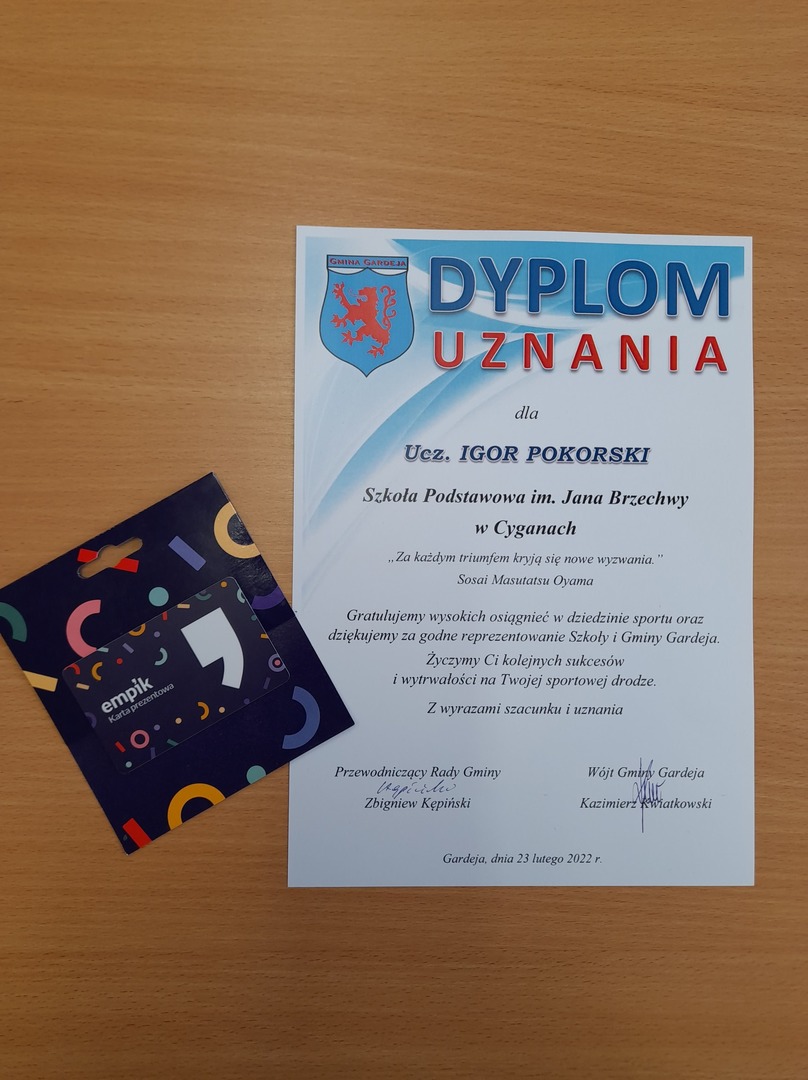 GMINA GARDEJA
DYPLOM
UZNANIA
dla
Ucz. IGOR POKORSKI
Szkoła Podstawowa im. Jana Brzechwy
w Cyganach
„Za każdym triumfem kryją się nowe wyzwania.”
Sosai Masutatsu Oyama
Gratulujemy wysokich osiągnieć w dziedzinie sportu oraz
dziękujemy za godne reprezentowanie Szkoły i Gminy Gardeja.
Życzymy Ci kolejnych sukcesów
i wytrwałości na Twojej sportowej drodze.
Z wyrazami szacunku i uznania
Przewodniczący Rady Gminy
Zbigniew Kępiński
Wójt Gminy Gardeja
Kazimierz Kwiatkowski
Gardeja, dnia 23 lutego 2022 r.
empik
Karta prezentowa